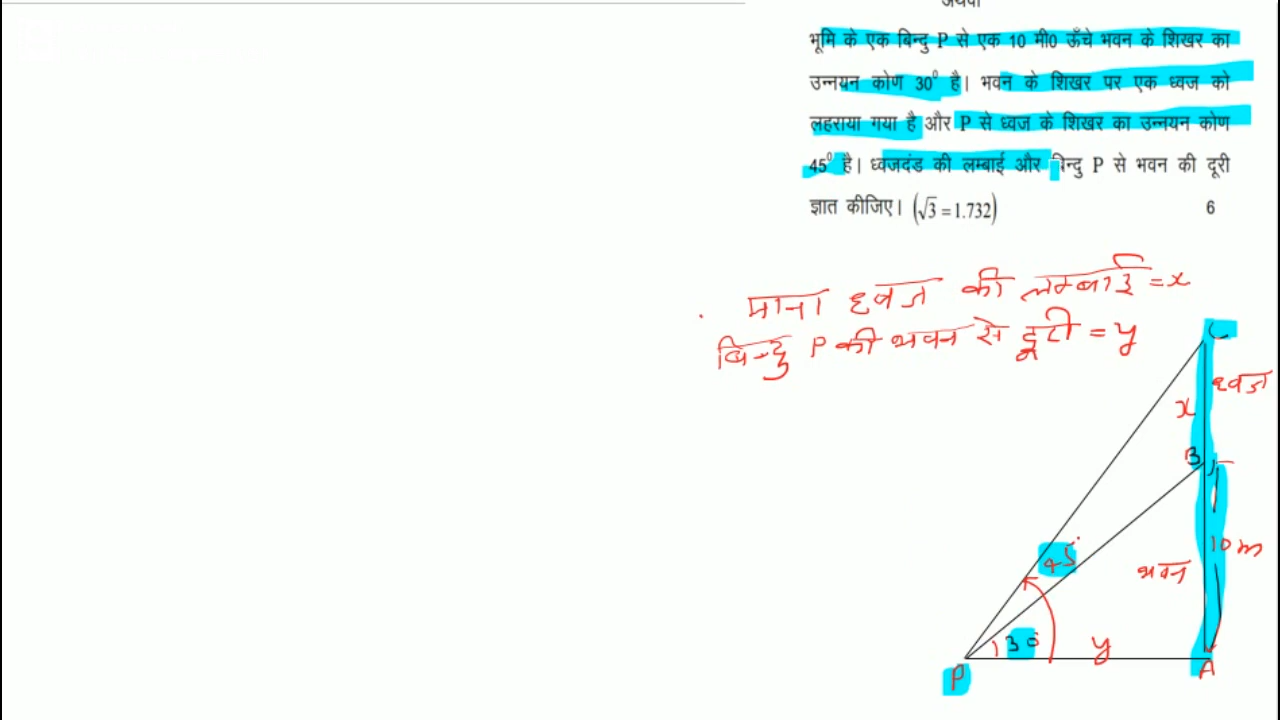 अथवा
भूमि के एक बिन्दु P से एक 10 मी0 ऊँचे भवन के शिखर का
उन्नयन कोण 30° है। भवन के शिखर पर एक ध्वज को
लहराया गया है और P से ध्वज के शिखर का उन्नयन कोण
45° है। ध्वजदंड की लम्बाई और बिन्दु P से भवन की दूरी
ज्ञात कीजिए। (√3 = 1.732) 6
माना ध्वज की लम्बाई = x
बिन्दु P की भवन से दूरी = y
C
ध्वज
x
B
10 m
भवन
45°
30°
y
P
A